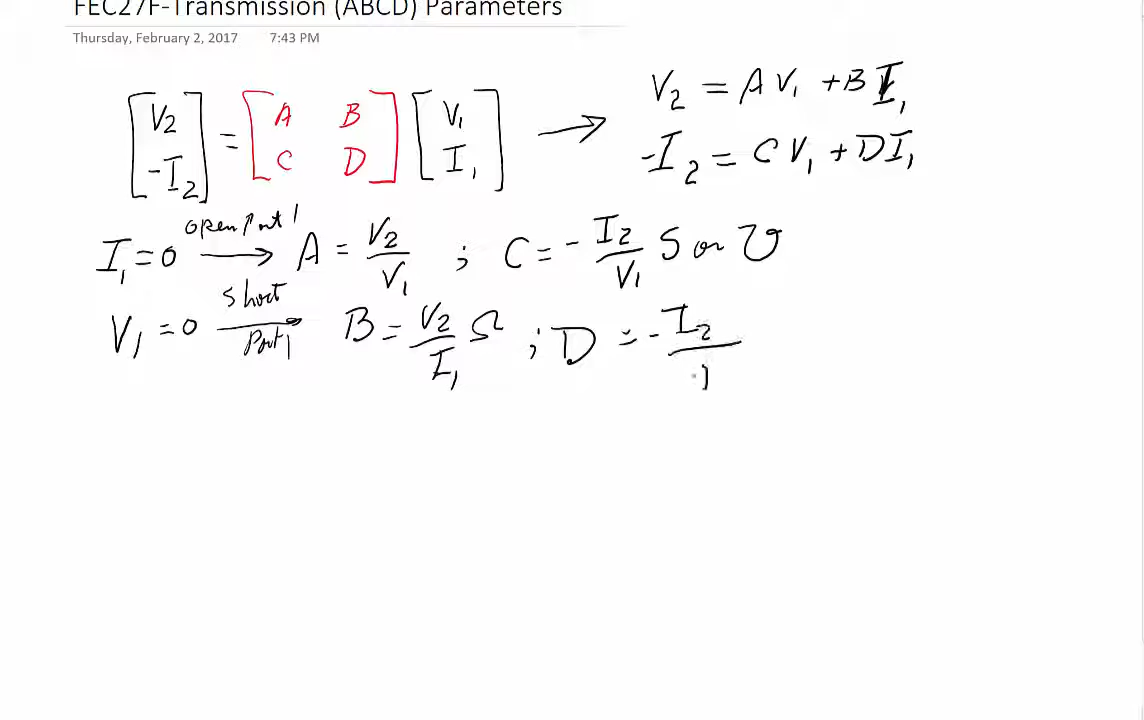 FEC27F-Transmission (ABCD) Parameters
Thursday, February 2, 2017 7:43 PM
[V2; -I2] = [A B; C D] [V1; I1] → V2 = A V1 + B I1
-I2 = C V1 + D I1
I1 = 0 open Port 1 → A = V2/V1 ; C = - I2/V1 S or ℧
V1 = 0 short Port 1 → B = V2/I1 Ω ; D = - I2/